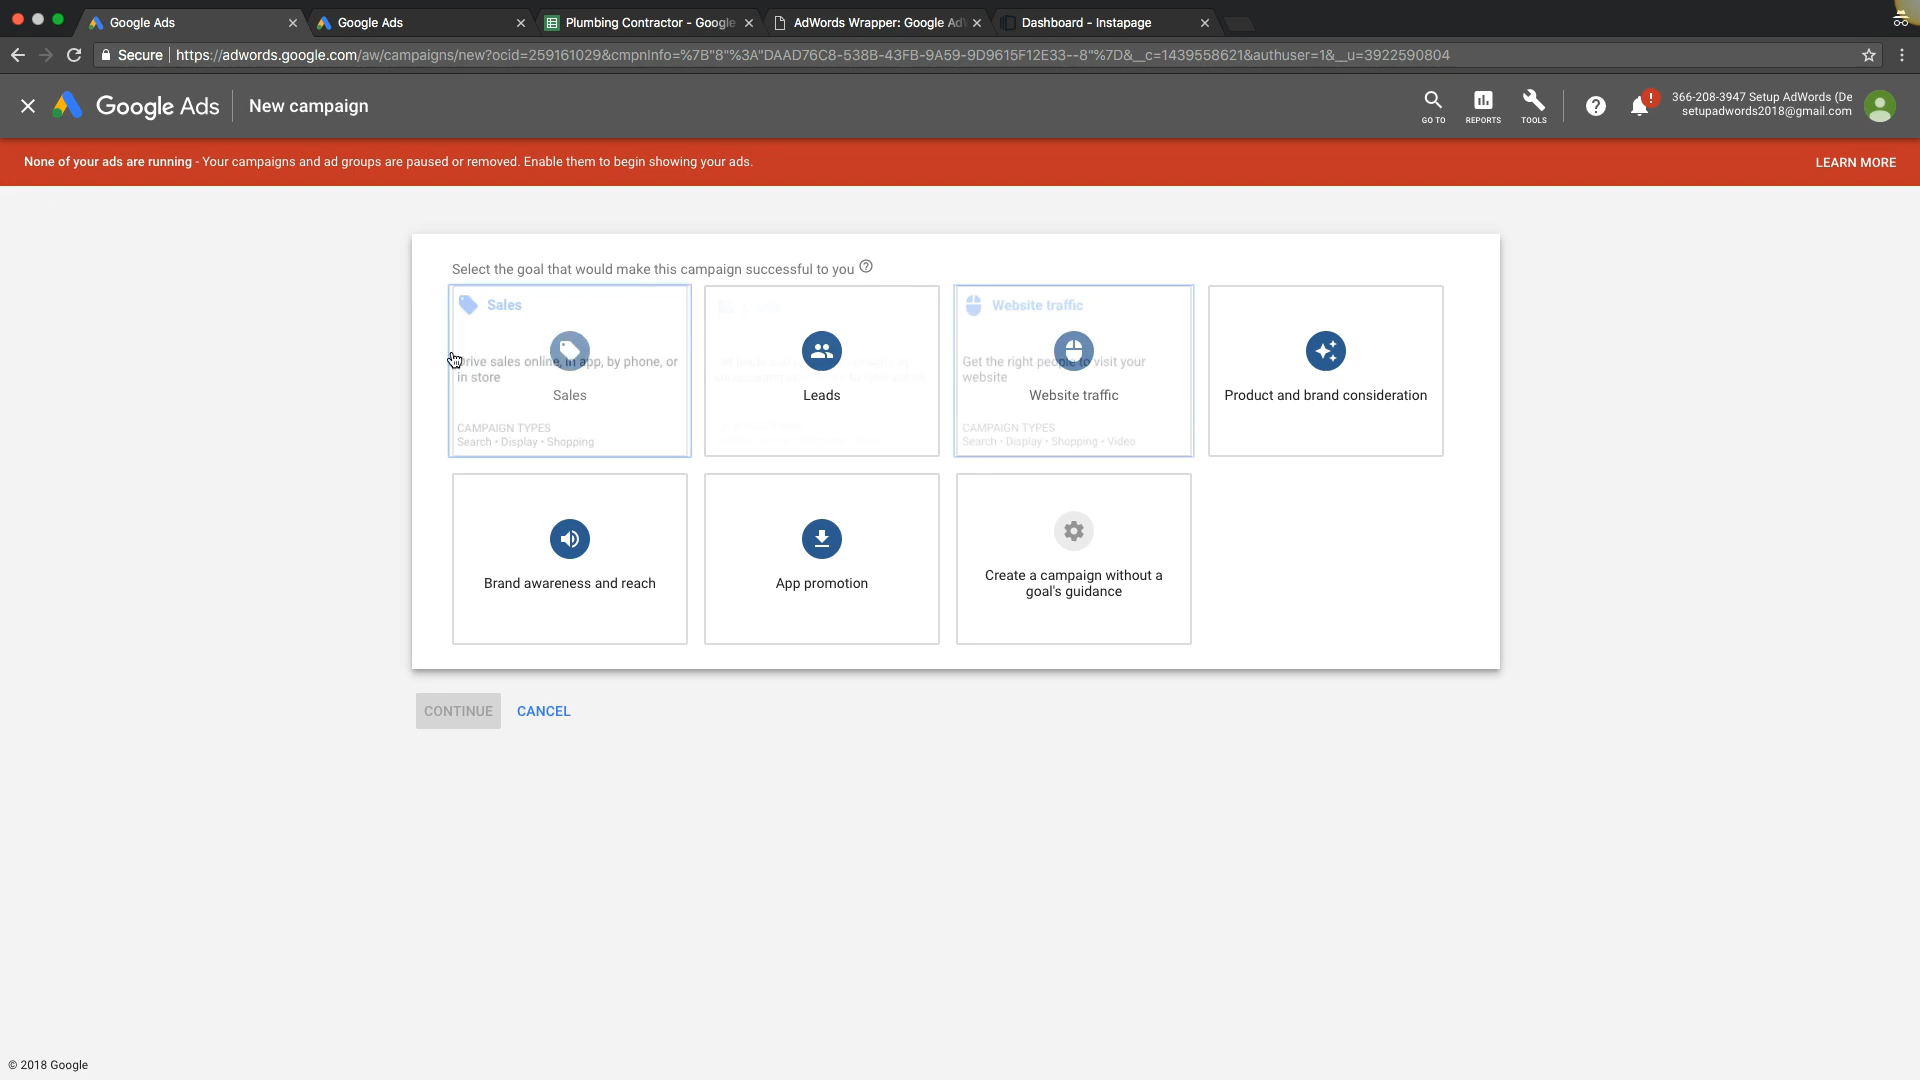 Google Ads
Google Ads
Plumbing Contractor - Google
AdWords Wrapper: Google Ad
Dashboard - Instapage
Secure
https://adwords.google.com/aw/campaigns/new?ocid=259161029&cmpnInfo=%7B"8"%3A"DAAD76C8-538B-43FB-9A59-9D9615F12E33--8"%7D&__c=1439558621&authuser=1&__u=3922590804
Google Ads
New campaign
GO TO
REPORTS
TOOLS
366-208-3947 Setup AdWords (De
setupadwords2018@gmail.com
None of your ads are running - Your campaigns and ad groups are paused or removed. Enable them to begin showing your ads.
LEARN MORE
Select the goal that would make this campaign successful to you
Sales
Drive sales online, in app, by phone, or
in store
Sales
CAMPAIGN TYPES
Search • Display • Shopping
Leads
Website traffic
Get the right people to visit your
website
Website traffic
CAMPAIGN TYPES
Search • Display • Shopping • Video
Product and brand consideration
Brand awareness and reach
App promotion
Create a campaign without a
goal's guidance
CONTINUE
CANCEL
© 2018 Google